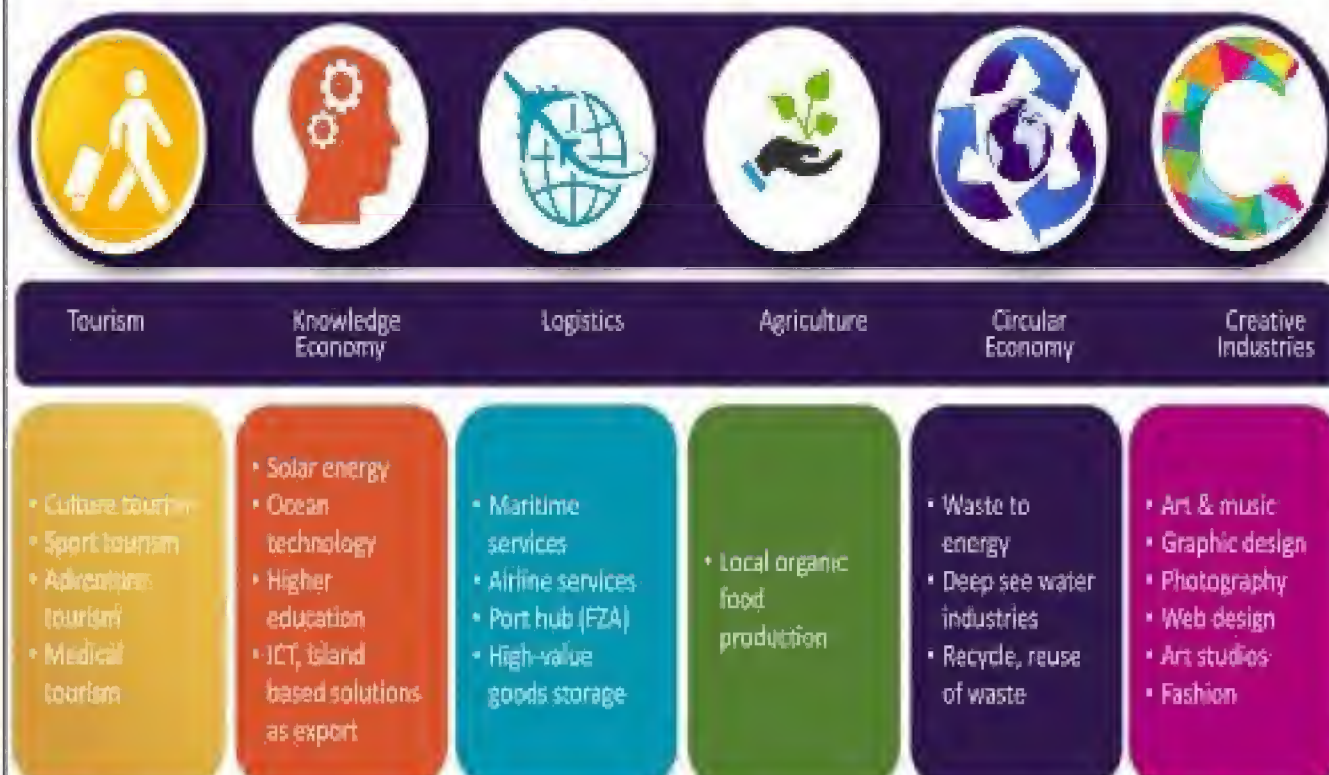 Tourism
Knowledge
Economy
Logistics
Agriculture
Circular
Economy
Creative
Industries
• Culture tourism
• Sport tourism
• Adventure
tourism
• Medical
tourism
• Solar energy
• Ocean
technology
• Higher
education
• ICT, island
based solutions
as export
• Maritime
services
• Airline services
• Port hub (FZA)
• High-value
goods storage
• Local organic
food
production
• Waste to
energy
• Deep see water
industries
• Recycle, reuse
of waste
• Art & music
• Graphic design
• Photography
• Web design
• Art studios
• Fashion